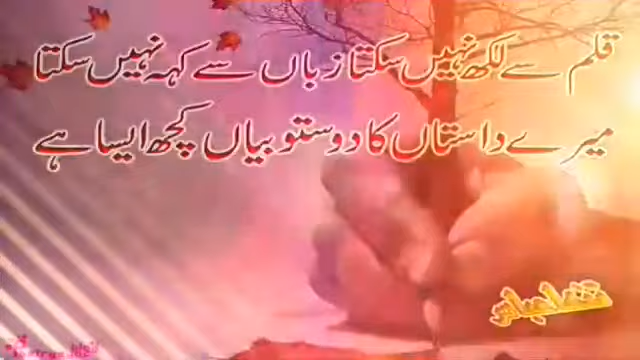 قلم سے لکھ نہیں سکتا زباں سے کہہ نہیں سکتا
میرے داستاں کا دوستو بیاں کچھ ایسا ہے